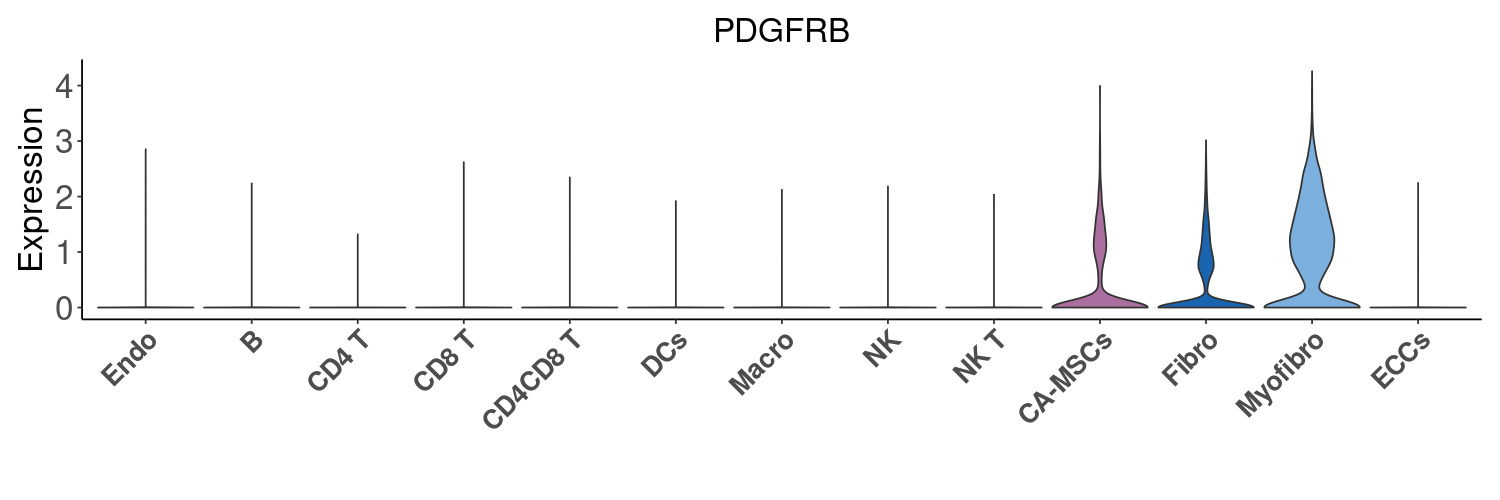 PDGFRB
Expression
4
3
2
1
0
Endo
B
CD4 T
CD8 T
CD4CD8 T
DCs
Macro
NK
NK T
CA-MSCs
Fibro
Myofibro
ECCs